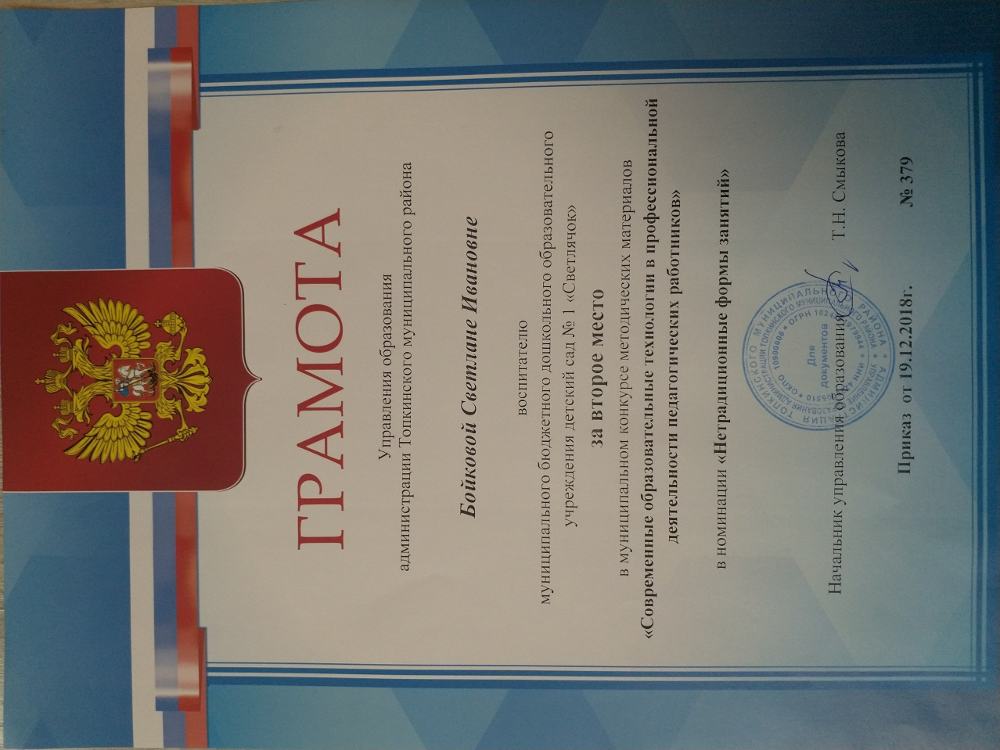 ГРАМОТА
Управления образования
администрации Топкинского муниципального района
Бойковой Светлане Ивановне
воспитателю
муниципального бюджетного дошкольного образовательного
учреждения детский сад № 1 «Светлячок»
за второе место
в муниципальном конкурсе методических материалов
«Современные образовательные технологии в профессиональной
деятельности педагогических работников»
в номинации «Нетрадиционные формы занятий»
Для
документов
Начальник управления образования Т.Н. Смыкова
Приказ от 19.12.2018г. № 379